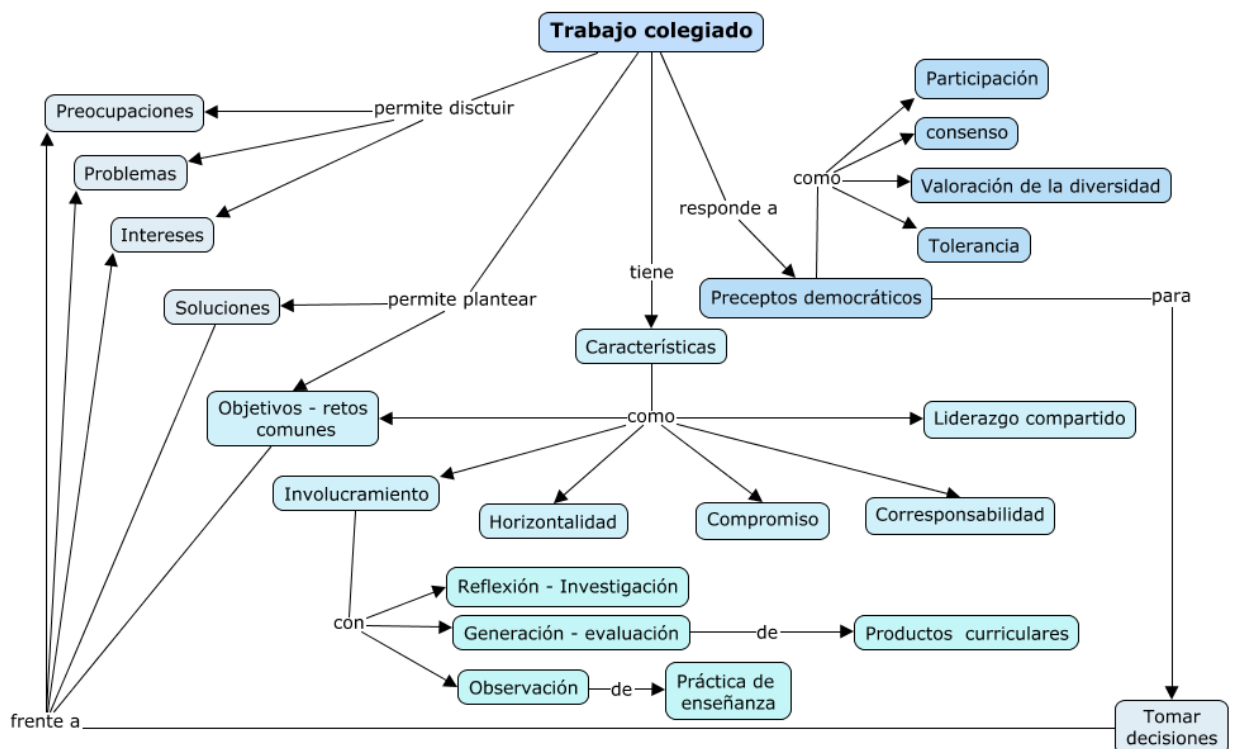 Trabajo colegiado
Participación
Preocupaciones
permite disctuir
consenso
Problemas
como
Valoración de la diversidad
responde a
Intereses
Tolerancia
tiene
Soluciones
permite plantear
Preceptos democráticos
para
Características
Objetivos - retos
comunes
como
Liderazgo compartido
Involucramiento
Horizontalidad
Compromiso
Corresponsabilidad
Reflexión - Investigación
con
Generación - evaluación
de
Productos curriculares
Observación
de
Práctica de
enseñanza
frente a
Tomar
decisiones